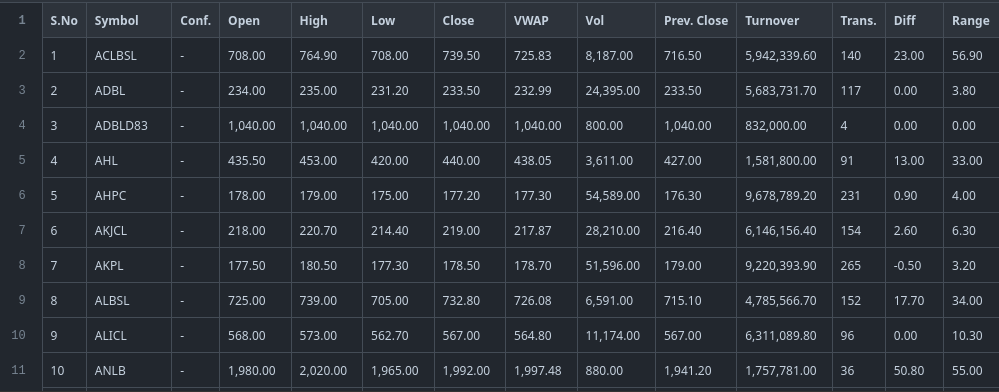 1 S.No Symbol Conf. Open High Low Close VWAP Vol Prev. Close Turnover Trans. Diff Range
2 1 ACLBSL - 708.00 764.90 708.00 739.50 725.83 8,187.00 716.50 5,942,339.60 140 23.00 56.90
3 2 ADBL - 234.00 235.00 231.20 233.50 232.99 24,395.00 233.50 5,683,731.70 117 0.00 3.80
4 3 ADBLD83 - 1,040.00 1,040.00 1,040.00 1,040.00 1,040.00 800.00 1,040.00 832,000.00 4 0.00 0.00
5 4 AHL - 435.50 453.00 420.00 440.00 438.05 3,611.00 427.00 1,581,800.00 91 13.00 33.00
6 5 AHPC - 178.00 179.00 175.00 177.20 177.30 54,589.00 176.30 9,678,789.20 231 0.90 4.00
7 6 AKJCL - 218.00 220.70 214.40 219.00 217.87 28,210.00 216.40 6,146,156.40 154 2.60 6.30
8 7 AKPL - 177.50 180.50 177.30 178.50 178.70 51,596.00 179.00 9,220,393.90 265 -0.50 3.20
9 8 ALBSL - 725.00 739.00 705.00 732.80 726.08 6,591.00 715.10 4,785,566.70 152 17.70 34.00
10 9 ALICL - 568.00 573.00 562.70 567.00 564.80 11,174.00 567.00 6,311,089.80 96 0.00 10.30
11 10 ANLB - 1,980.00 2,020.00 1,965.00 1,992.00 1,997.48 880.00 1,941.20 1,757,781.00 36 50.80 55.00